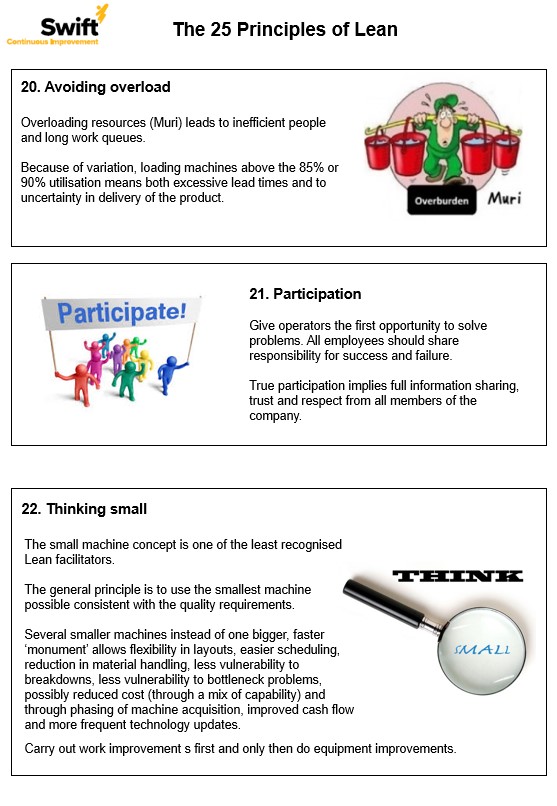 Swift
Continuous Improvement
The 25 Principles of Lean
20. Avoiding overload
Overloading resources (Muri) leads to inefficient people
and long work queues.
Because of variation, loading machines above the 85% or
90% utilisation means both excessive lead times and to
uncertainty in delivery of the product.
Overburden
Muri
Participate!
21. Participation
Give operators the first opportunity to solve
problems. All employees should share
responsibility for success and failure.
True participation implies full information sharing,
trust and respect from all members of the
company.
22. Thinking small
The small machine concept is one of the least recognised
Lean facilitators.
The general principle is to use the smallest machine
possible consistent with the quality requirements.
Several smaller machines instead of one bigger, faster
‘monument’ allows flexibility in layouts, easier scheduling,
reduction in material handling, less vulnerability to
breakdowns, less vulnerability to bottleneck problems,
possibly reduced cost (through a mix of capability) and
through phasing of machine acquisition, improved cash flow
and more frequent technology updates.
Carry out work improvement s first and only then do equipment improvements.
THINK
SMALL